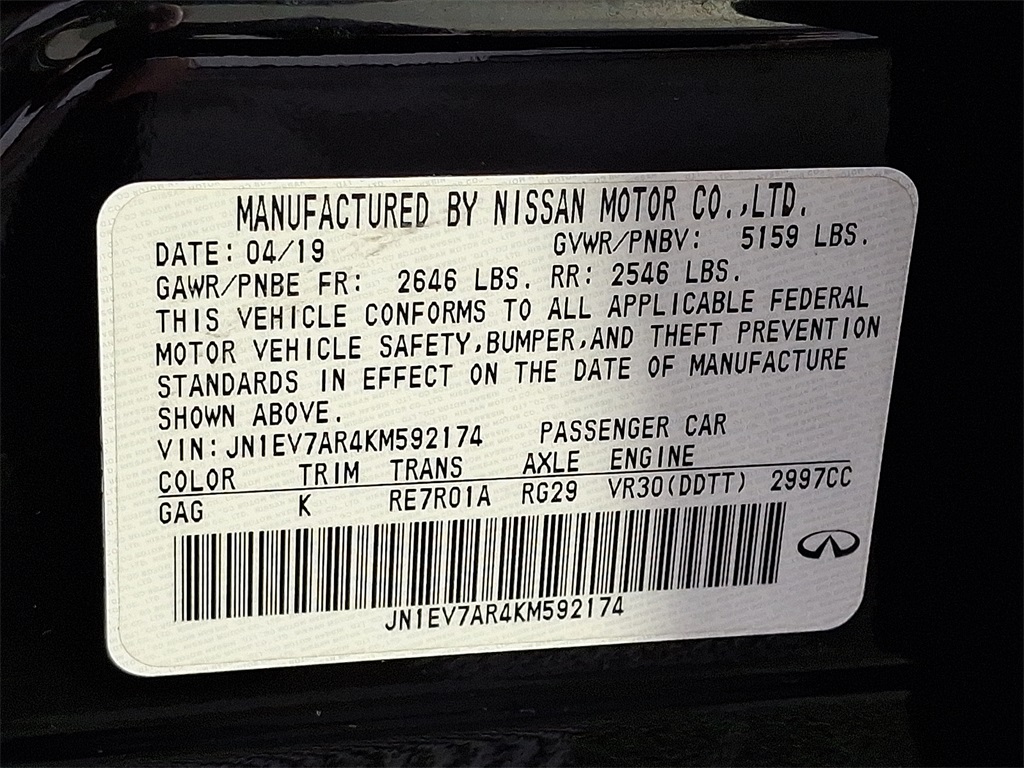 MANUFACTURED BY NISSAN MOTOR CO.,LTD.
DATE: 04/19 GVWR/PNBV: 5159 LBS.
GAWR/PNBE FR: 2646 LBS. RR: 2546 LBS.
THIS VEHICLE CONFORMS TO ALL APPLICABLE FEDERAL
MOTOR VEHICLE SAFETY,BUMPER,AND THEFT PREVENTION
STANDARDS IN EFFECT ON THE DATE OF MANUFACTURE
SHOWN ABOVE.
VIN:JN1EV7AR4KM592174 PASSENGER CAR
COLOR TRIM TRANS AXLE ENGINE
GAG K RE7R01A RG29 VR30(DDTT) 2997CC
JN1EV7AR4KM592174